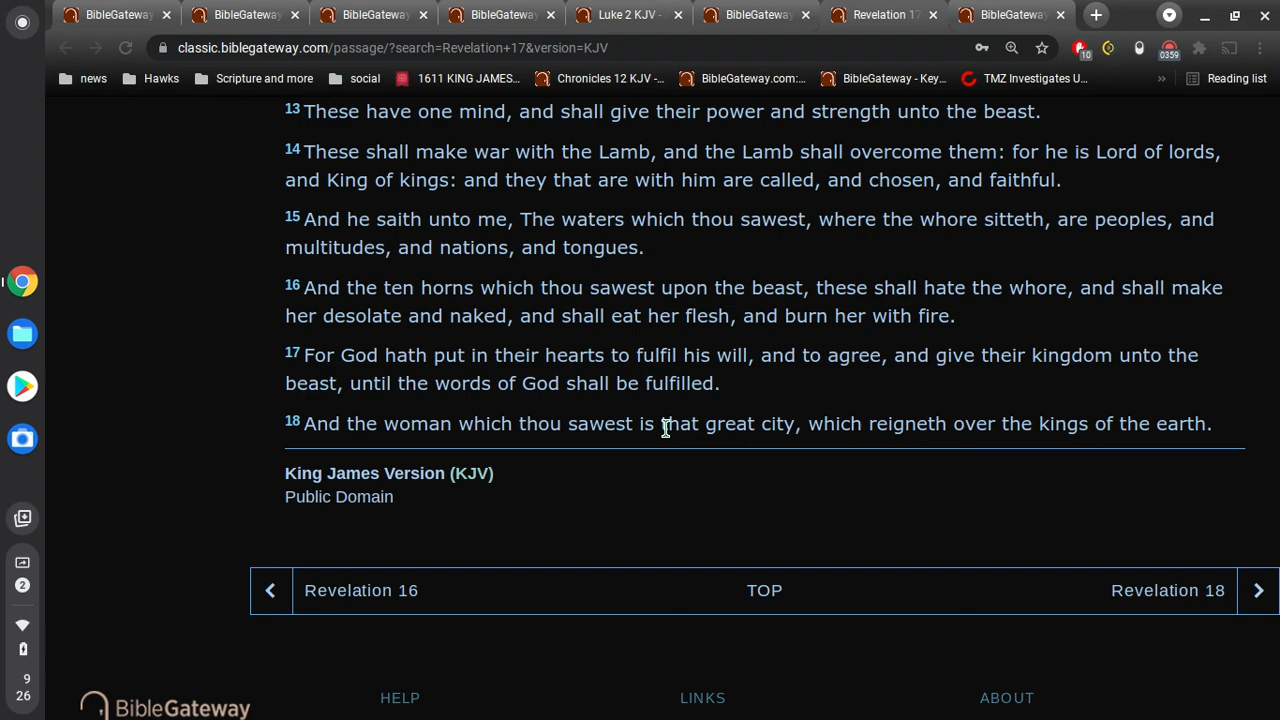 BibleGateway
BibleGateway
BibleGateway
BibleGateway
Luke 2 KJV -
BibleGateway
Revelation 17
BibleGateway
classic.biblegateway.com/passage/?search=Revelation+17&version=KJV
10
0359
news
Hawks
Scripture and more
social
1611 KING JAMES...
Chronicles 12 KJV -...
BibleGateway.com:...
BibleGateway - Key...
TMZ Investigates U...
»
Reading list
13 These have one mind, and shall give their power and strength unto the beast.
14 These shall make war with the Lamb, and the Lamb shall overcome them: for he is Lord of lords,
and King of kings: and they that are with him are called, and chosen, and faithful.
15 And he saith unto me, The waters which thou sawest, where the whore sitteth, are peoples, and
multitudes, and nations, and tongues.
16 And the ten horns which thou sawest upon the beast, these shall hate the whore, and shall make
her desolate and naked, and shall eat her flesh, and burn her with fire.
17 For God hath put in their hearts to fulfil his will, and to agree, and give their kingdom unto the
beast, until the words of God shall be fulfilled.
18 And the woman which thou sawest is that great city, which reigneth over the kings of the earth.
King James Version (KJV)
Public Domain
Revelation 16
TOP
Revelation 18
BibleGateway
HELP
LINKS
ABOUT
2
9
26